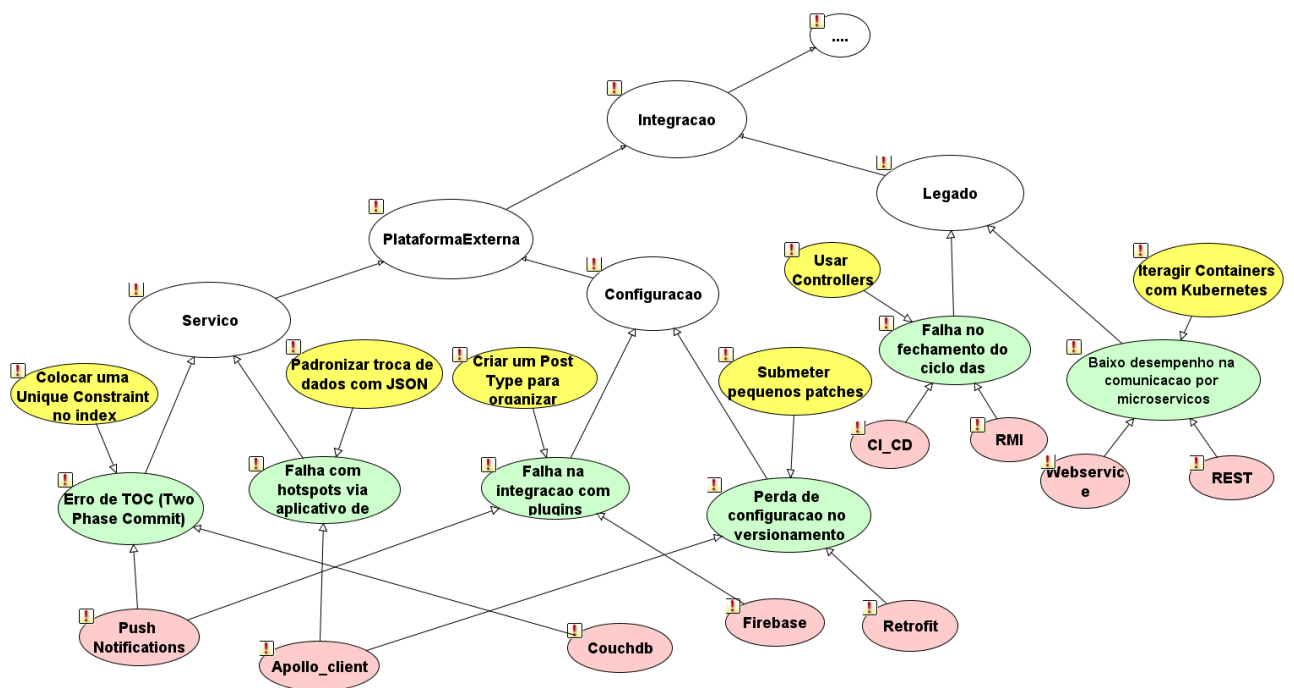 ....
Integracao
Legado
PlataformaExterna
Usar
Controllers
Iteragir Containers
com Kubernetes
Configuracao
Servico
Falha no
fechamento do
ciclo das
Padronizar troca de
dados com JSON
Criar um Post
Type para
organizar
Submeter
pequenos patches
Baixo desempenho na
comunicacao por
microservicos
Colocar uma
Unique Constraint
no index
CI_CD
RMI
Webservic
e
REST
Erro de TOC (Two
Phase Commit)
Falha com
hotspots via
aplicativo de
Falha na
integracao com
plugins
Perda de
configuracao no
versionamento
Push
Notifications
Apollo_client
Couchdb
Firebase
Retrofit